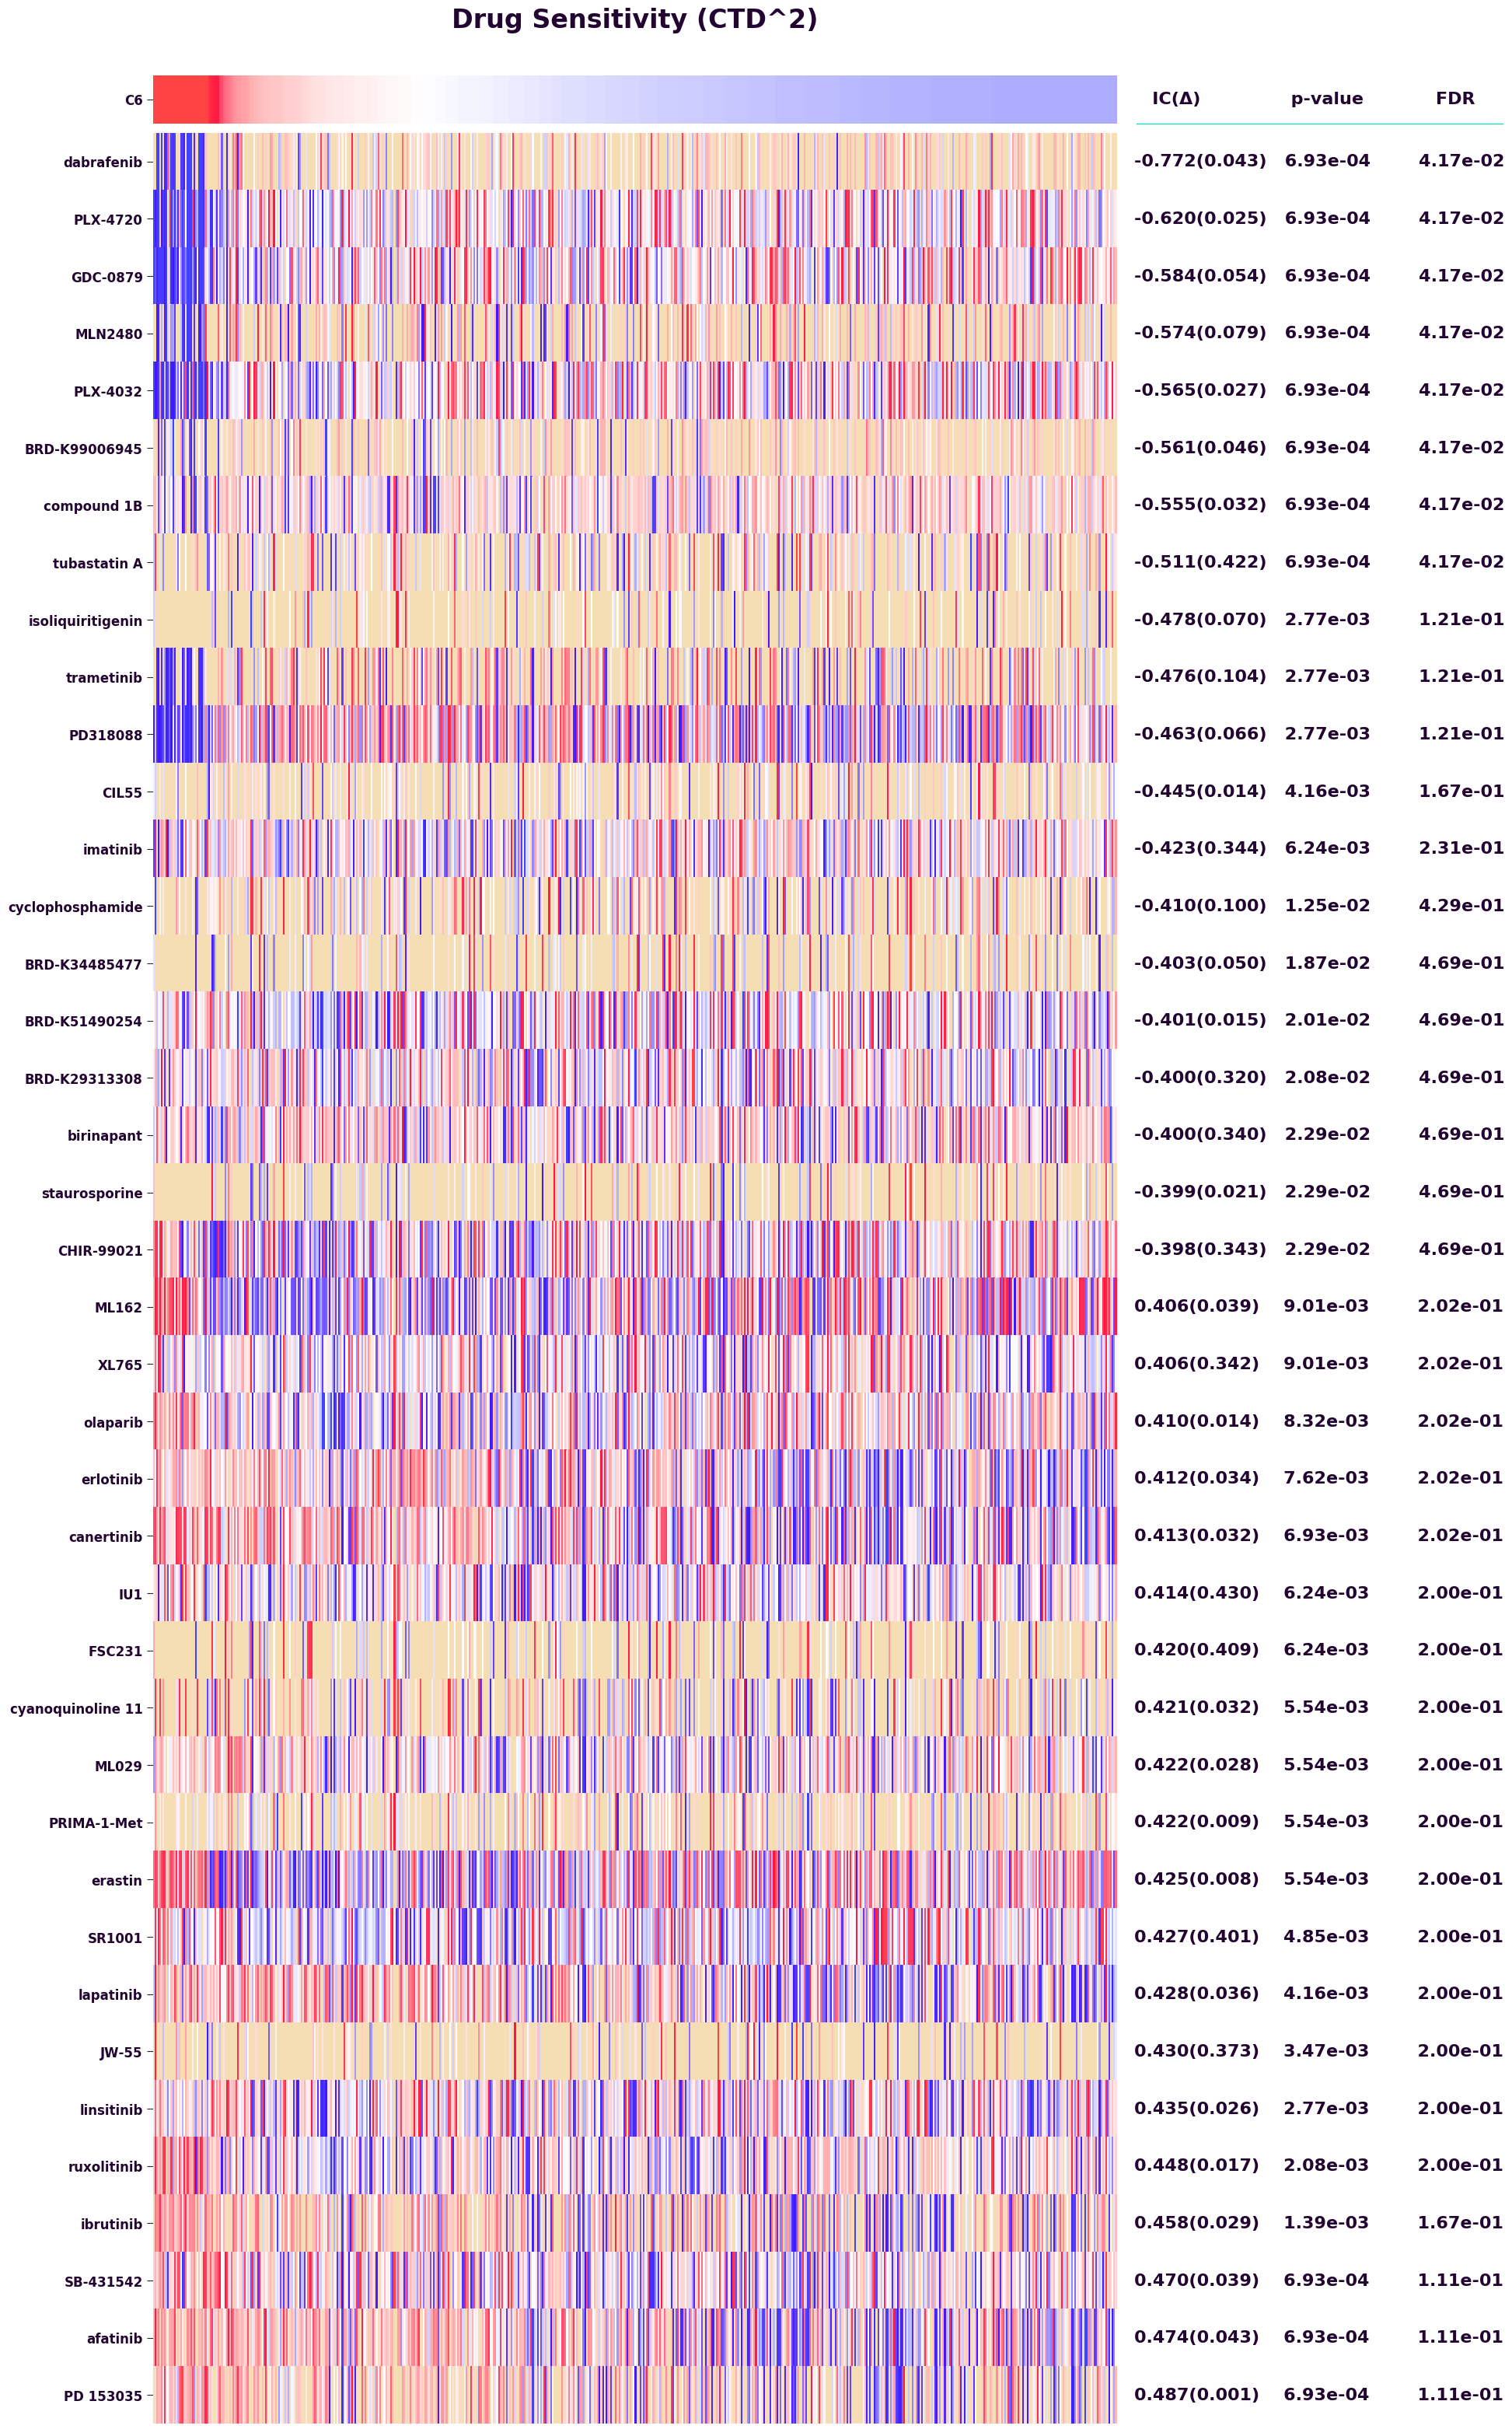 Drug Sensitivity (CTD^2)
C6 IC(Δ) p-value FDR
dabrafenib -0.772(0.043) 6.93e-04 4.17e-02
PLX-4720 -0.620(0.025) 6.93e-04 4.17e-02
GDC-0879 -0.584(0.054) 6.93e-04 4.17e-02
MLN2480 -0.574(0.079) 6.93e-04 4.17e-02
PLX-4032 -0.565(0.027) 6.93e-04 4.17e-02
BRD-K99006945 -0.561(0.046) 6.93e-04 4.17e-02
compound 1B -0.555(0.032) 6.93e-04 4.17e-02
tubastatin A -0.511(0.422) 6.93e-04 4.17e-02
isoliquiritigenin -0.478(0.070) 2.77e-03 1.21e-01
trametinib -0.476(0.104) 2.77e-03 1.21e-01
PD318088 -0.463(0.066) 2.77e-03 1.21e-01
CIL55 -0.445(0.014) 4.16e-03 1.67e-01
imatinib -0.423(0.344) 6.24e-03 2.31e-01
cyclophosphamide -0.410(0.100) 1.25e-02 4.29e-01
BRD-K34485477 -0.403(0.050) 1.87e-02 4.69e-01
BRD-K51490254 -0.401(0.015) 2.01e-02 4.69e-01
BRD-K29313308 -0.400(0.320) 2.08e-02 4.69e-01
birinapant -0.400(0.340) 2.29e-02 4.69e-01
staurosporine -0.399(0.021) 2.29e-02 4.69e-01
CHIR-99021 -0.398(0.343) 2.29e-02 4.69e-01
ML162 0.406(0.039) 9.01e-03 2.02e-01
XL765 0.406(0.342) 9.01e-03 2.02e-01
olaparib 0.410(0.014) 8.32e-03 2.02e-01
erlotinib 0.412(0.034) 7.62e-03 2.02e-01
canertinib 0.413(0.032) 6.93e-03 2.02e-01
IU1 0.414(0.430) 6.24e-03 2.00e-01
FSC231 0.420(0.409) 6.24e-03 2.00e-01
cyanoquinoline 11 0.421(0.032) 5.54e-03 2.00e-01
ML029 0.422(0.028) 5.54e-03 2.00e-01
PRIMA-1-Met 0.422(0.009) 5.54e-03 2.00e-01
erastin 0.425(0.008) 5.54e-03 2.00e-01
SR1001 0.427(0.401) 4.85e-03 2.00e-01
lapatinib 0.428(0.036) 4.16e-03 2.00e-01
JW-55 0.430(0.373) 3.47e-03 2.00e-01
linsitinib 0.435(0.026) 2.77e-03 2.00e-01
ruxolitinib 0.448(0.017) 2.08e-03 2.00e-01
ibrutinib 0.458(0.029) 1.39e-03 1.67e-01
SB-431542 0.470(0.039) 6.93e-04 1.11e-01
afatinib 0.474(0.043) 6.93e-04 1.11e-01
PD 153035 0.487(0.001) 6.93e-04 1.11e-01